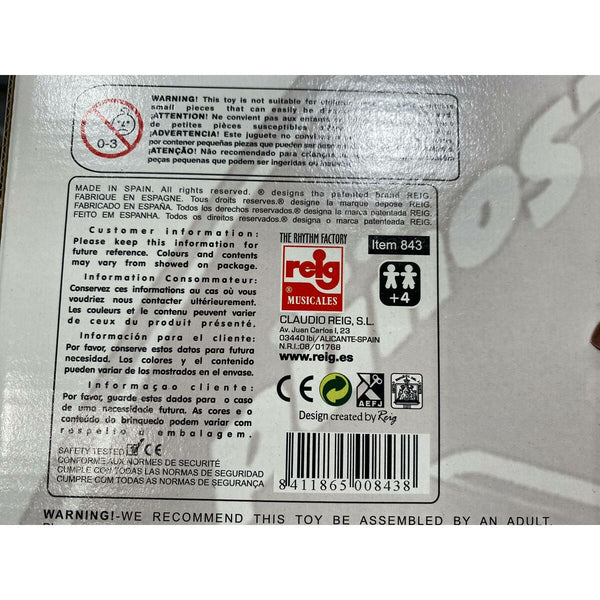 WARNING! This toy is not suitable for
small pieces that can easily be
¡ATTENTION! Ne convient pas aux enfants
de petites pièces susceptibles
¡ADVERTENCIA! Este juguete no
por contener pequeñas piezas que pueden ser
¡ATENÇÃO! Não recomendado para crianças
peças pequenas que podem ser ingeridas ou
0-3
MADE IN SPAIN. All rights reserved. ® designs the patented brand REIG.
FABRIQUE EN ESPAGNE. Tous droits reserves. ® designe la marque depose REIG.
FABRICADO EN ESPAÑA. Todos los derechos reservados. ® designa la marca patentada REIG.
FEITO EM ESPANHA. Todos os direitos reservados. ® designa a marca patenteada REIG.
Customer information:
Please keep this information for
future reference. Colours and contents
may vary from showed on package.
Information Consommateur:
Conservez ces informations au cas où vous
voudriez nous contacter ultérieurement.
Les couleurs et le contenu peuvent varier
de ceux du produit présenté.
Información para el cliente:
Por favor, conserve estos datos para futura
necesidad. Los colores y el contenido
pueden variar de los mostrados en el envase.
Informaçao cliente:
Por favor, guarde estes dados para o caso
de uma necessidade futura. As cores e o
conteúdo do brinquedo podem variar com
respeito a embalagem.
SAFETY TESTED CE
CONFORME AUX NORMES DE SECURITÉ
CUMPLE CON TODAS LAS NORMAS DE SEGURIDAD
CUMPRE COM TODAS AS NORMAS DE SEGURANÇA
THE RHYTHM FACTORY
reig
® MUSICALES
Item 843
+4
CLAUDIO REIG, S.L.
Av. Juan Carlos I, 23
03440 Ibi/ALICANTE-SPAIN
N.R.I.:08/01768
www.reig.es
CE
AEFJ
Design created by Reig
8411865008438
WARNING!-WE RECOMMEND THIS TOY BE ASSEMBLED BY AN ADULT.